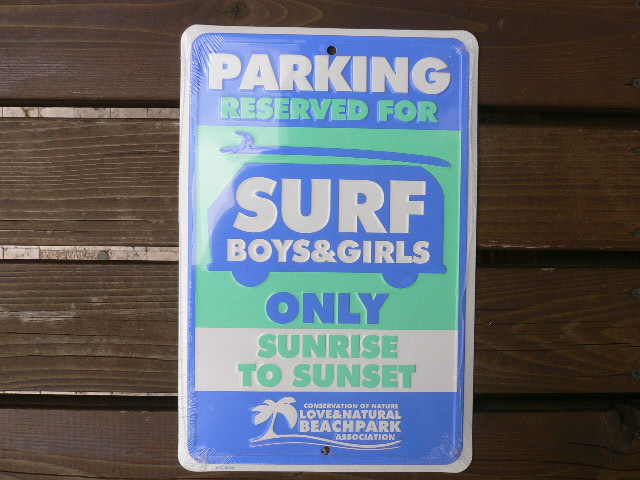 PARKING
RESERVED FOR
SURF
BOYS&GIRLS
ONLY
SUNRISE
TO SUNSET
CONSERVATION OF NATURE
LOVE&NATURAL
BEACHPARK
ASSOCIATION